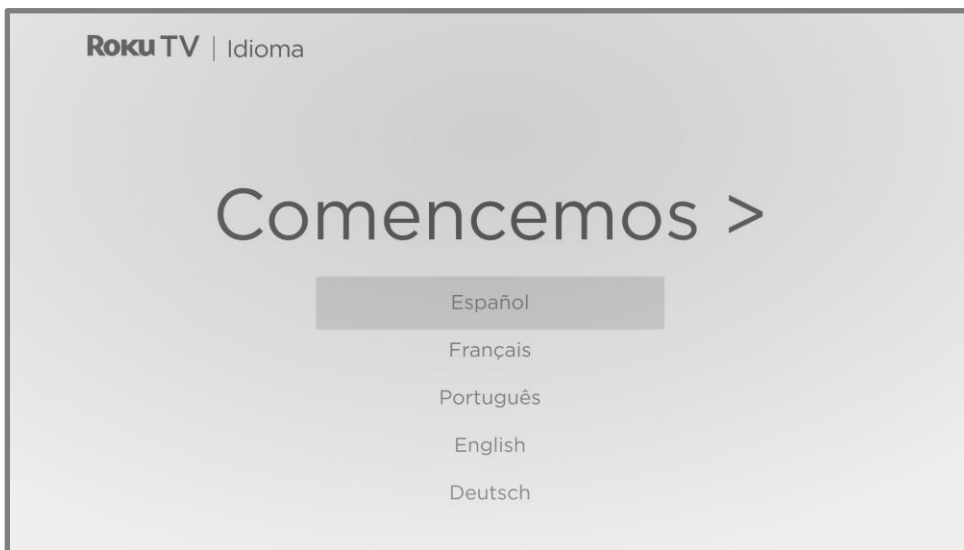 Roku TV | Idioma
Comencemos >
Español
Français
Português
English
Deutsch